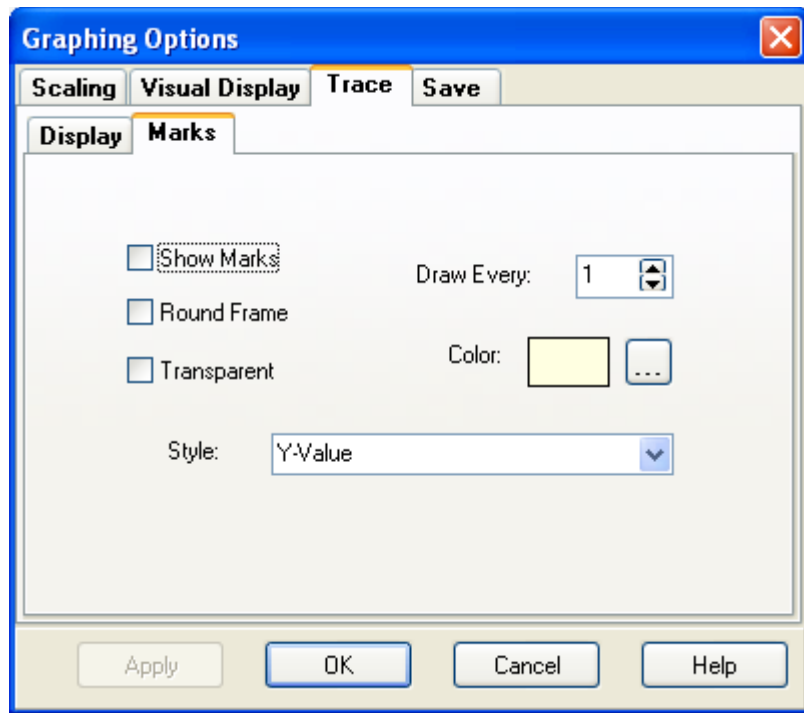 Graphing Options
Scaling Visual Display Trace Save
Display Marks
Show Marks
Draw Every: 1
Round Frame
Color: ...
Transparent
Style: Y-Value
Apply OK Cancel Help